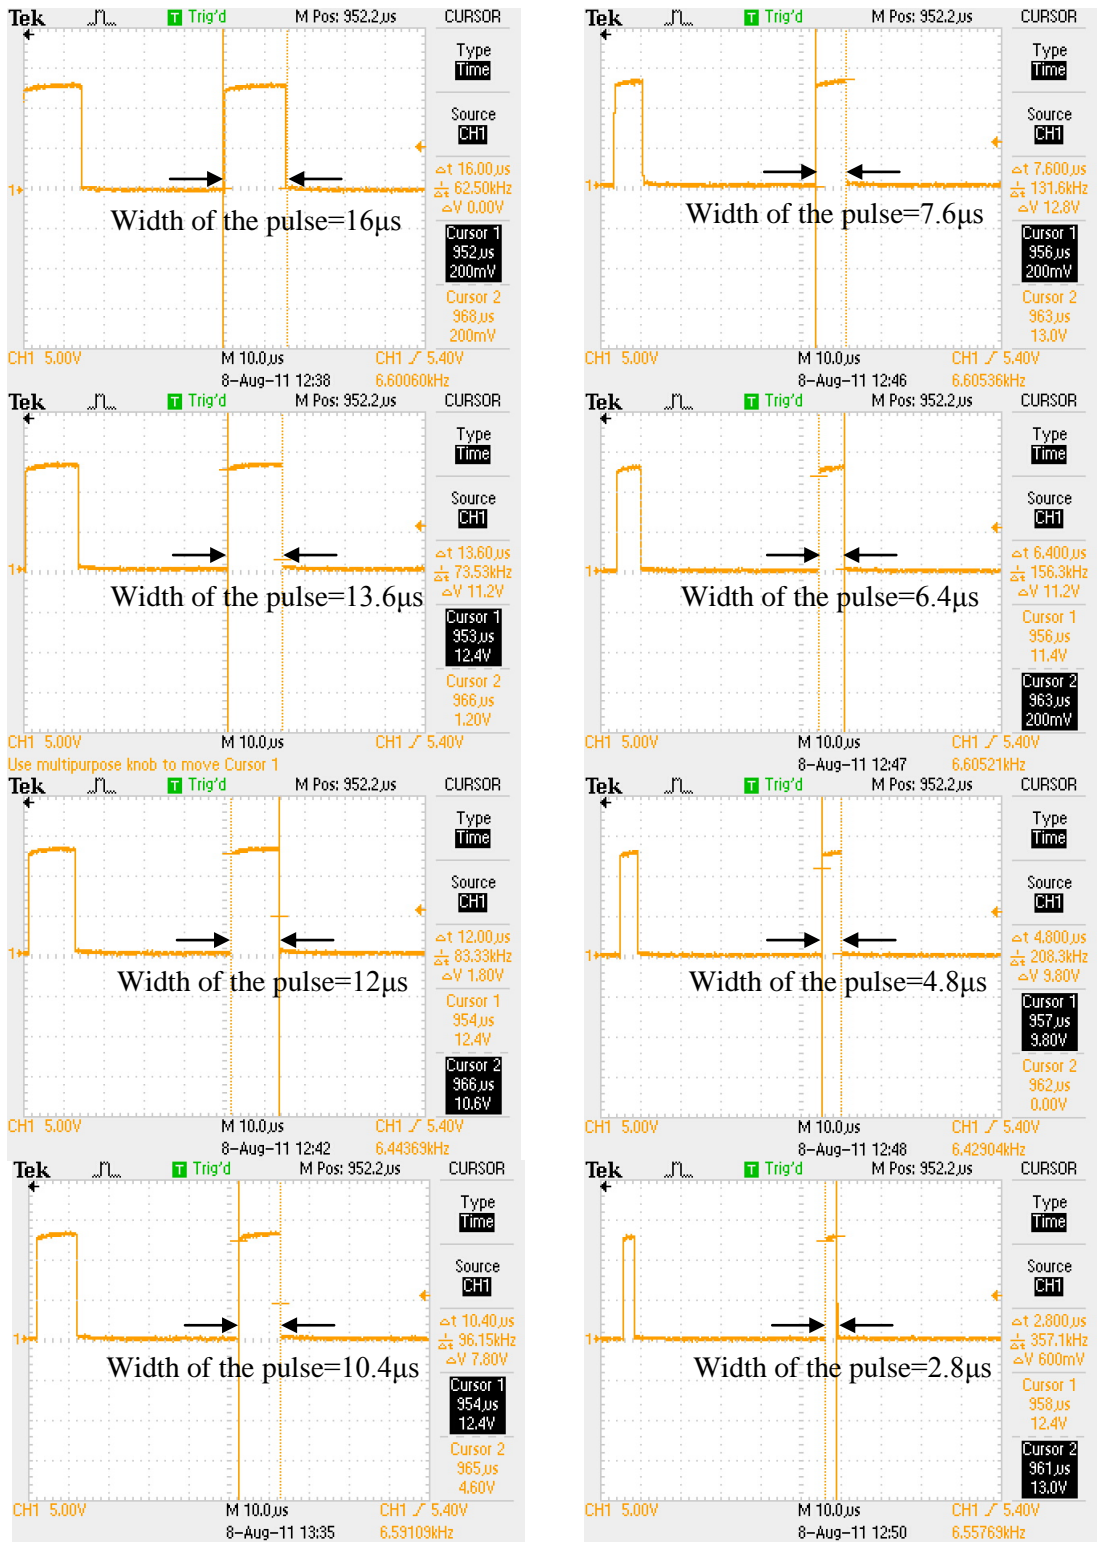 Tek Trig'd M Pos: 952.2µs CURSOR
Type
Time
Source
CH1
△t 16.00µs
1/△t 62.50kHz
△V 0.00V
1
Width of the pulse=16μs
Cursor 1
952µs
200mV
Cursor 2
968µs
200mV
CH1 5.00V M 10.0µs CH1 5.40V
8-Aug-11 12:38 6.60060kHz
Tek Trig'd M Pos: 952.2µs CURSOR
Type
Time
Source
CH1
△t 7.600µs
1/△t 131.6kHz
△V 12.8V
1
Width of the pulse=7.6μs
Cursor 1
956µs
200mV
Cursor 2
963µs
13.0V
CH1 5.00V M 10.0µs CH1 5.40V
8-Aug-11 12:46 6.60536kHz
Tek Trig'd M Pos: 952.2µs CURSOR
Type
Time
Source
CH1
△t 13.60µs
1/△t 73.53kHz
△V 11.2V
1
Width of the pulse=13.6μs
Cursor 1
953µs
12.4V
Cursor 2
966µs
1.20V
CH1 5.00V M 10.0µs CH1 5.40V
Use multipurpose knob to move Cursor 1
Tek Trig'd M Pos: 952.2µs CURSOR
Type
Time
Source
CH1
△t 6.400µs
1/△t 156.3kHz
△V 11.2V
1
Width of the pulse=6.4μs
Cursor 1
956µs
11.4V
Cursor 2
963µs
200mV
CH1 5.00V M 10.0µs CH1 5.40V
8-Aug-11 12:47 6.60521kHz
Tek Trig'd M Pos: 952.2µs CURSOR
Type
Time
Source
CH1
△t 12.00µs
1/△t 83.33kHz
△V 1.80V
1
Width of the pulse=12μs
Cursor 1
954µs
12.4V
Cursor 2
966µs
10.6V
CH1 5.00V M 10.0µs CH1 5.40V
8-Aug-11 12:42 6.44369kHz
Tek Trig'd M Pos: 952.2µs CURSOR
Type
Time
Source
CH1
△t 4.800µs
1/△t 208.3kHz
△V 9.80V
1
Width of the pulse=4.8μs
Cursor 1
957µs
9.80V
Cursor 2
962µs
0.00V
CH1 5.00V M 10.0µs CH1 5.40V
8-Aug-11 12:48 6.42904kHz
Tek Trig'd M Pos: 952.2µs CURSOR
Type
Time
Source
CH1
△t 10.40µs
1/△t 96.15kHz
△V 7.80V
1
Width of the pulse=10.4μs
Cursor 1
954µs
12.4V
Cursor 2
965µs
4.60V
CH1 5.00V M 10.0µs CH1 5.40V
8-Aug-11 13:35 6.59109kHz
Tek Trig'd M Pos: 952.2µs CURSOR
Type
Time
Source
CH1
△t 2.800µs
1/△t 357.1kHz
△V 600mV
1
Width of the pulse=2.8μs
Cursor 1
958µs
12.4V
Cursor 2
961µs
13.0V
CH1 5.00V M 10.0µs CH1 5.40V
8-Aug-11 12:50 6.55769kHz